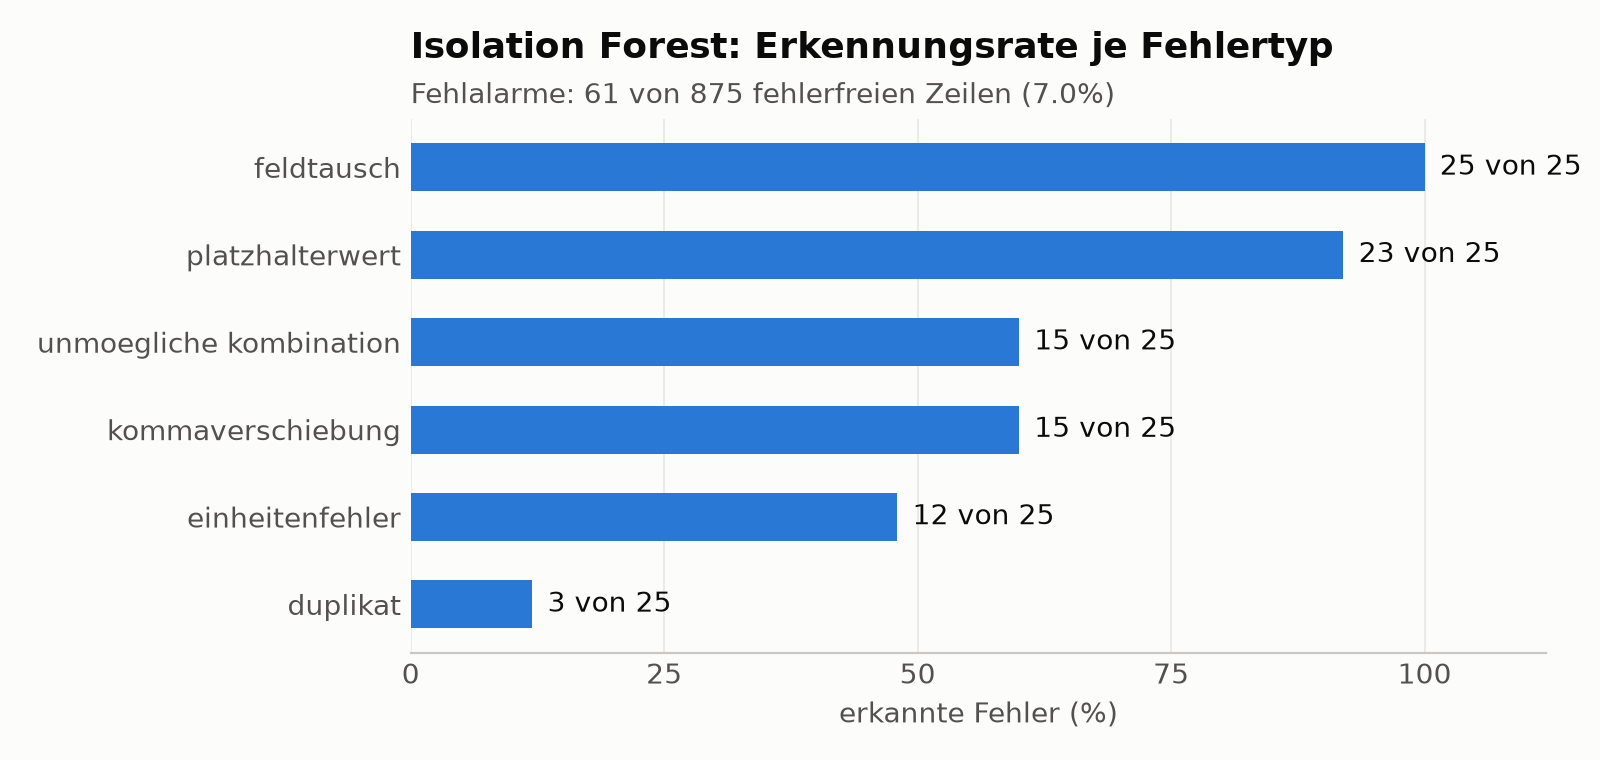 Isolation Forest: Erkennungsrate je Fehlertyp
Fehlalarme: 61 von 875 fehlerfreien Zeilen (7.0%)
feldtausch 25 von 25
platzhalterwert 23 von 25
unmoegliche kombination 15 von 25
kommaverschiebung 15 von 25
einheitenfehler 12 von 25
duplikat 3 von 25
0 25 50 75 100
erkannte Fehler (%)